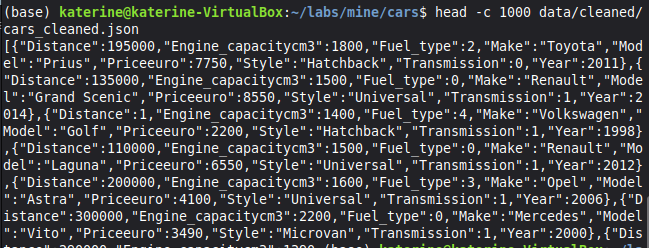 (base) katerine@katerine-VirtualBox:~/labs/mine/cars$ head -c 1000 data/cleaned/
cars_cleaned.json
[{"Distance":195000,"Engine_capacitycm3":1800,"Fuel_type":2,"Make":"Toyota","Mod
el":"Prius","Priceeuro":7750,"Style":"Hatchback","Transmission":0,"Year":2011},{
"Distance":135000,"Engine_capacitycm3":1500,"Fuel_type":0,"Make":"Renault","Mode
l":"Grand Scenic","Priceeuro":8550,"Style":"Universal","Transmission":1,"Year":2
014},{"Distance":1,"Engine_capacitycm3":1400,"Fuel_type":4,"Make":"Volkswagen","
Model":"Golf","Priceeuro":2200,"Style":"Hatchback","Transmission":1,"Year":1998}
,{"Distance":110000,"Engine_capacitycm3":1500,"Fuel_type":0,"Make":"Renault","Mo
del":"Laguna","Priceeuro":6550,"Style":"Universal","Transmission":1,"Year":2012}
,{"Distance":200000,"Engine_capacitycm3":1600,"Fuel_type":3,"Make":"Opel","Model
":"Astra","Priceeuro":4100,"Style":"Universal","Transmission":1,"Year":2006},{"D
istance":300000,"Engine_capacitycm3":2200,"Fuel_type":0,"Make":"Mercedes","Model
":"Vito","Priceeuro":3490,"Style":"Microvan","Transmission":1,"Year":2000},{"Dis